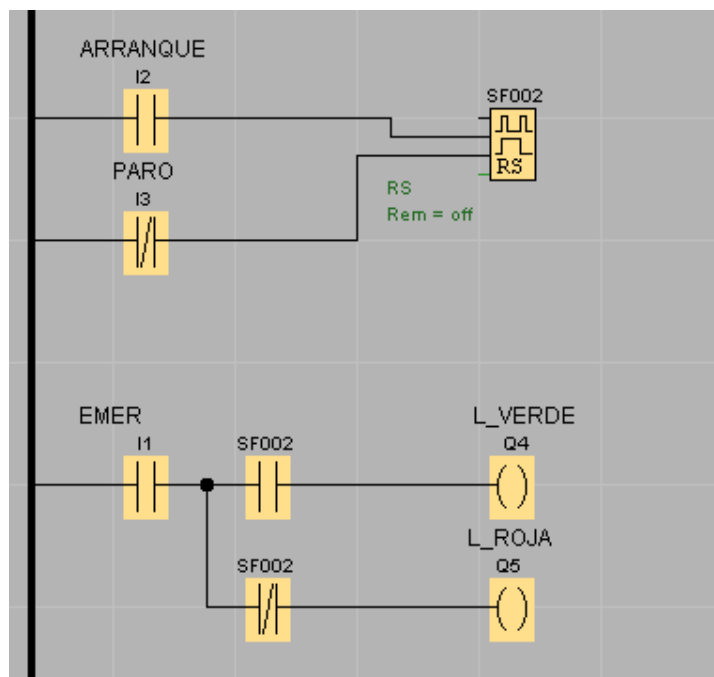 ARRANQUE
I2
SF002
RS
PARO
I3
RS
Rem = off
EMER
I1
SF002
L_VERDE
Q4
L_ROJA
SF002
Q5